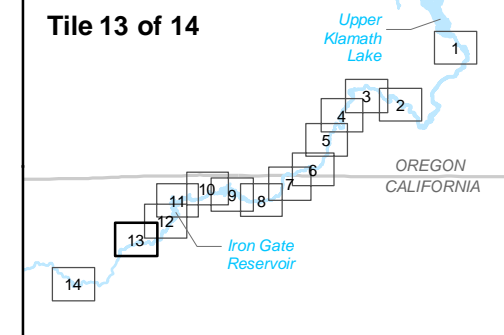 Tile 13 of 14
Upper
Klamath
Lake
1
3
2
4
5
OREGON
6
CALIFORNIA
7
10
9
8
11
12
13
Iron Gate
Reservoir
14